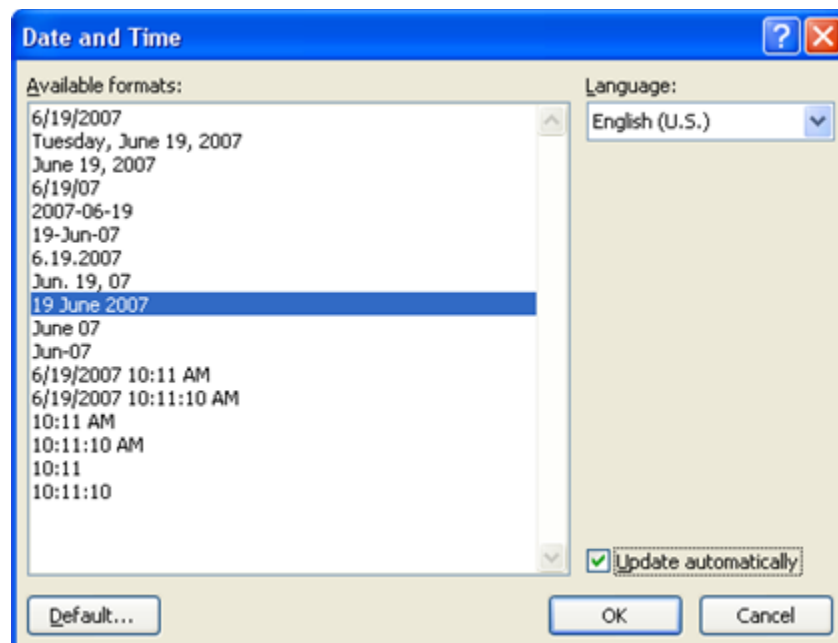 Date and Time
Available formats:
6/19/2007
Tuesday, June 19, 2007
June 19, 2007
6/19/07
2007-06-19
19-Jun-07
6.19.2007
Jun. 19, 07
19 June 2007
June 07
Jun-07
6/19/2007 10:11 AM
6/19/2007 10:11:10 AM
10:11 AM
10:11:10 AM
10:11
10:11:10
Language:
English (U.S.)
Update automatically
Default...
OK
Cancel